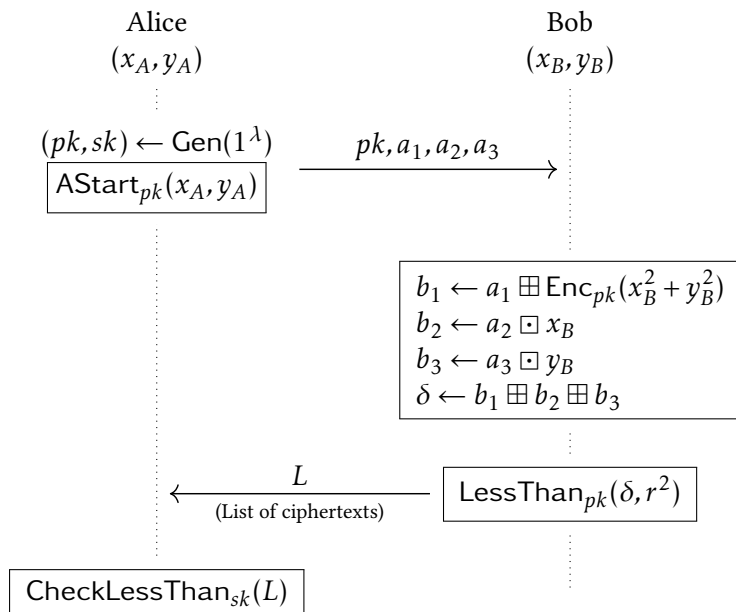 Alice
(x_A, y_A)
Bob
(x_B, y_B)
(pk, sk) ← Gen(1^λ)
AStart_pk(x_A, y_A)
pk, a_1, a_2, a_3
b_1 ← a_1 ⊞ Enc_pk(x_B^2 + y_B^2)
b_2 ← a_2 ⊡ x_B
b_3 ← a_3 ⊡ y_B
δ ← b_1 ⊞ b_2 ⊞ b_3
L
(List of ciphertexts)
LessThan_pk(δ, r^2)
CheckLessThan_sk(L)